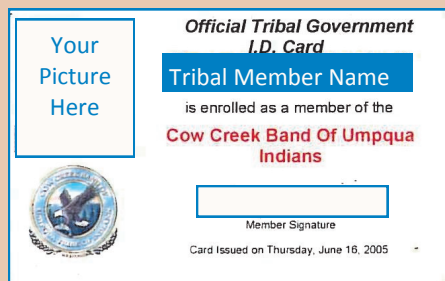 Your
Picture
Here
Official Tribal Government
I.D. Card
Tribal Member Name
is enrolled as a member of the
Cow Creek Band Of Umpqua
Indians
Member Signature
Card Issued on Thursday, June 16, 2005